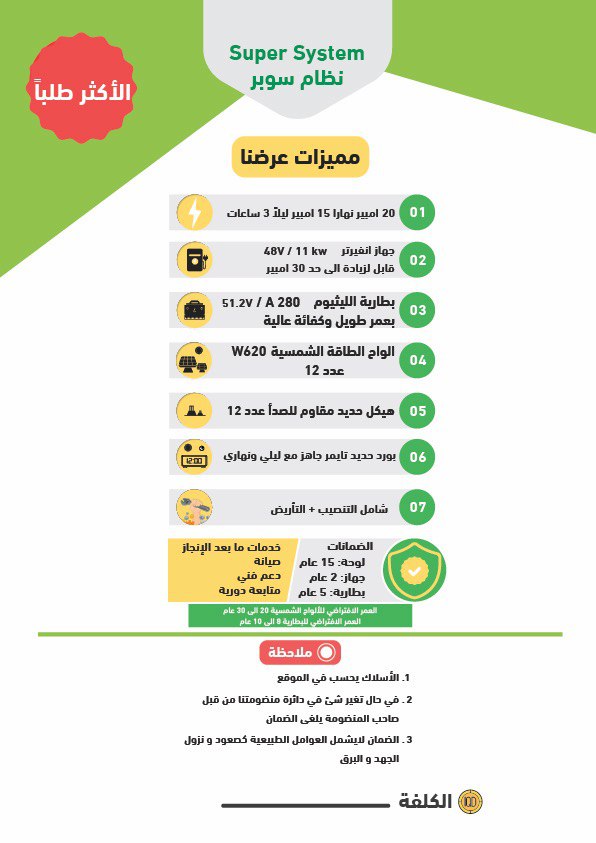 Super System
نظام سوبر
الأكثر طلباً
مميزات عرضنا
01 20 امبير نهارا 15 امبير ليلاً 3 ساعات
02 جهاز انفيرتر 48V / 11 kw
قابل لزيادة الى حد 30 امبير
03 بطارية الليثيوم 51.2V / A 280
بعمر طويل وكفائة عالية
04 الواح الطاقة الشمسية W620
عدد 12
05 هيكل حديد مقاوم للصدأ عدد 12
06 بورد حديد تايمر جاهز مع ليلي ونهاري
12:00
07 شامل التنصيب + التأريض
الضمانات
لوحة: 15 عام
جهاز: 2 عام
بطارية: 5 عام
خدمات ما بعد الإنجاز
صيانة
دعم فني
متابعة دورية
العمر الافتراضي للألواح الشمسية 20 الى 30 عام
العمر الافتراضي للبطارية 8 الى 10 عام
ملاحظة
1. الأسلاك يحسب في الموقع
2. في حال تغير شئ في دائرة منضومتنا من قبل
صاحب المنضومة يلغى الضمان
3. الضمان لايشمل العوامل الطبيعية كصعود و نزول
الجهد و البرق
الكلفة
IQD